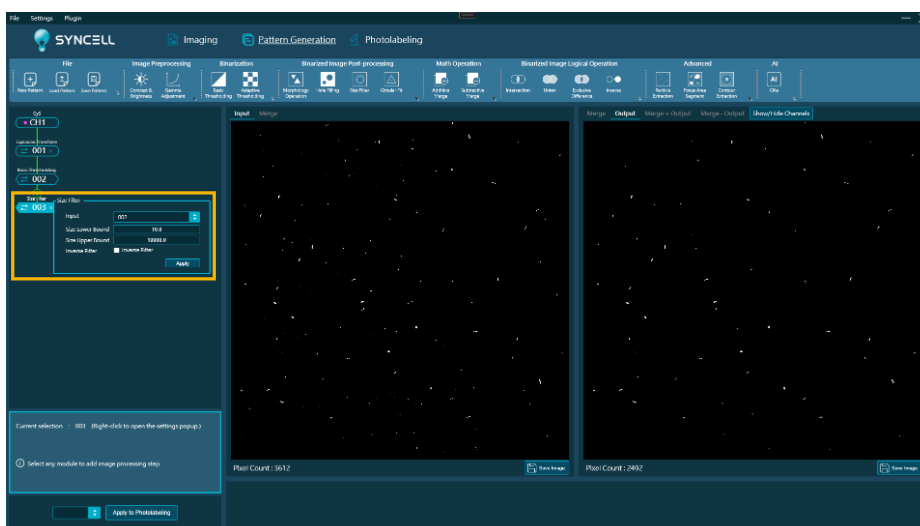 File Settings Plugin
SYNCELL Imaging Pattern Generation Photolabeling
File Image Preprocessing Binarization Binarized Image Post-processing Math Operation Binarized Image Logical Operation Advanced AI
New Pattern Load Pattern Save Pattern Contrast & Brightness Gamma Adjustment Basic Thresholding Adaptive Thresholding Morphology Operation Hole Filling Size Filter Circular Fit Additive Merge Subtractive Merge Intersection Union Exclusive Difference Inverse Particle Extraction Focus Area Segment Contour Extraction
Cy5
CH1
Input Merge
Merge Output Merge + Output Merge - Output Show/Hide Channels
001
Basic Thresholding
002
Size Filter
003
Size Filter
Input 002
Size Lower Bound 10.0
Size Upper Bound 10000.0
Inverse Filter Inverse Filter
Apply
Current selection : 003 (Right-click to open the settings popup.)
Select any module to add image processing step.
Pixel Count : 3612 Save Image
Pixel Count : 2492 Save Image
Apply to Photolabeling